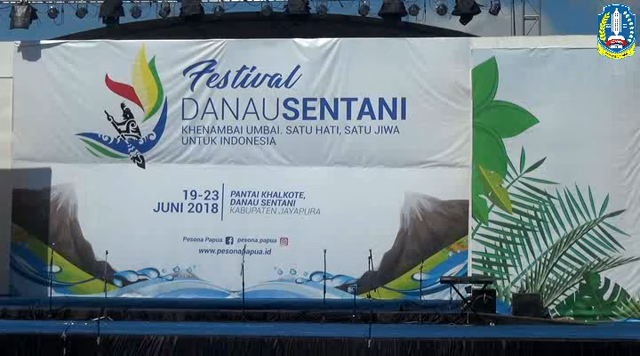 Festival
DANAUSENTANI
KHENAMBAI UMBAI. SATU HATI, SATU JIWA
UNTUK INDONESIA
19-23
JUNI 2018
PANTAI KHALKOTE,
DANAU SENTANI
KABUPATEN JAYAPURA
Pesona Papua pesona.papua
www.pesonapapua.id